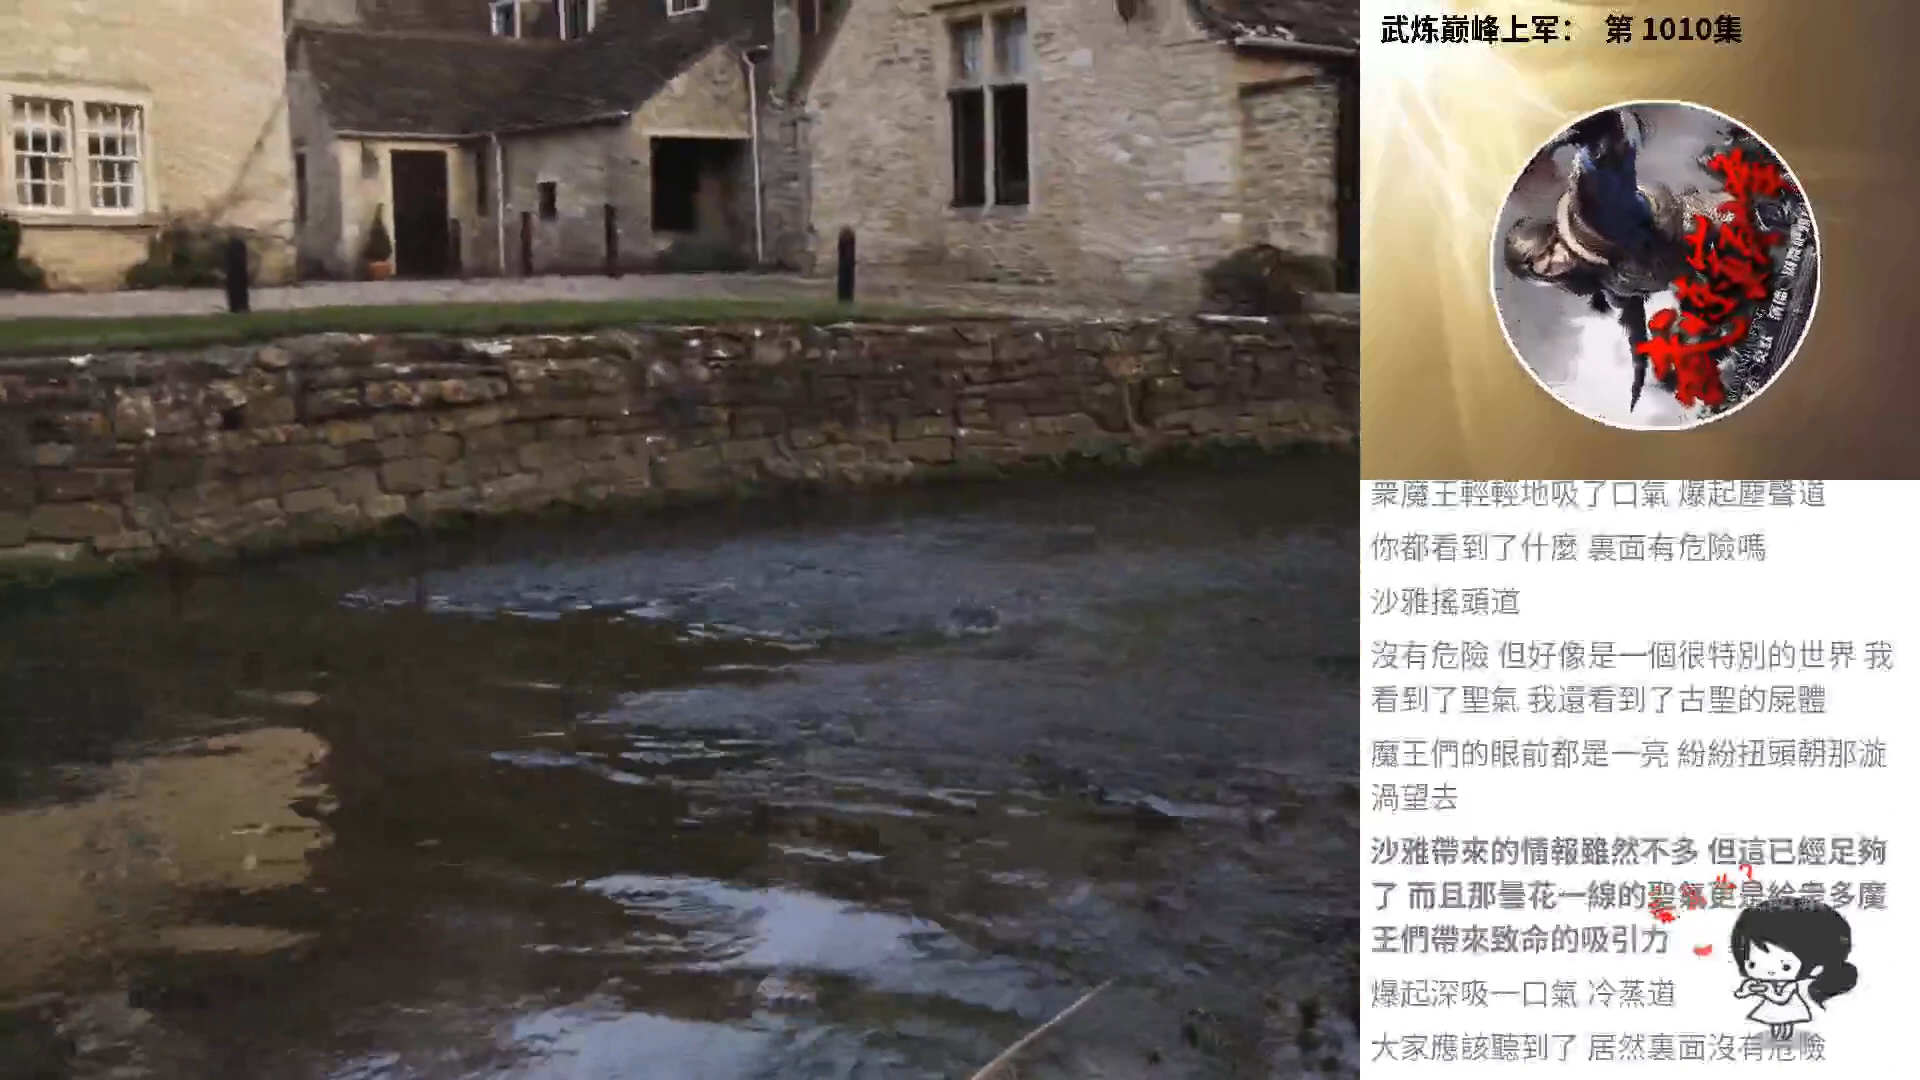 武炼巅峰上军： 第 1010集
衆魔王輕輕地吸了口氣 爆起塵聲道
你都看到了什麼 裏面有危險嗎
沙雅搖頭道
沒有危險 但好像是一個很特別的世界 我
看到了聖氣 我還看到了古聖的屍體
魔王們的眼前都是一亮 紛紛扭頭朝那漩
渦望去
沙雅帶來的情報雖然不多 但這已經足夠
了 而且那曇花一線的聖氣更是給衆多魔
王們帶來致命的吸引力
爆起深吸一口氣 冷蒸道
大家應該聽到了 居然裏面沒有危險